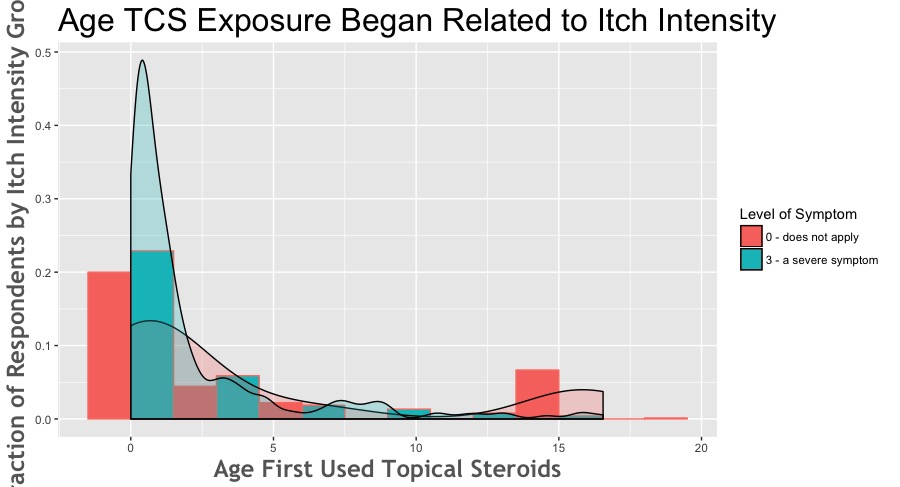 Age TCS Exposure Began Related to Itch Intensity
raction of Respondents by Itch Intensity Gro
0.5
0.4
0.3
0.2
0.1
0.0
0 5 10 15 20
Age First Used Topical Steroids
Level of Symptom
0 - does not apply
3 - a severe symptom